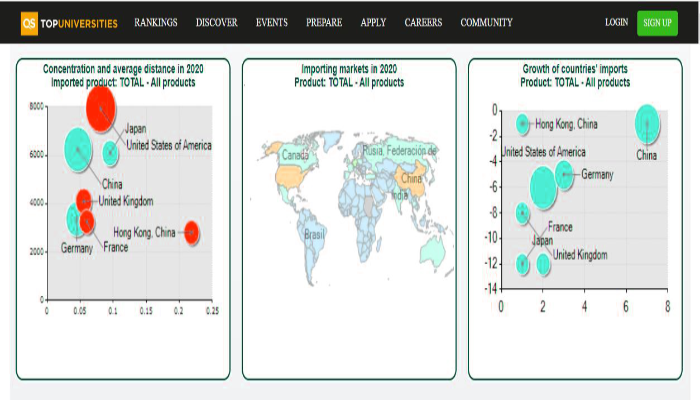 QS TOPUNIVERSITIES RANKINGS DISCOVER EVENTS PREPARE APPLY CAREERS COMMUNITY LOGIN SIGN UP
Concentration and average distance in 2020
Imported product: TOTAL - All products
8000
Japan
United States of America
6000
China
4000
United Kingdom
Hong Kong, China
Germany
France
2000
0
0 0.05 0.1 0.15 0.2 0.25
Importing markets in 2020
Product: TOTAL - All products
Canadá
Rusia, Federación de
China
India
Brasil
Growth of countries' imports
Product: TOTAL - All products
0
Hong Kong, China
-2
United States of America
China
-4
Germany
-6
-8
France
-10
Japan
United Kingdom
-12
-14
0 2 4 6 8